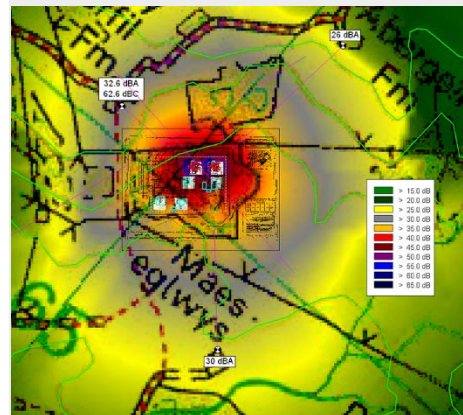 26 dBA
32.6 dBA
62.6 dBC
Fm
Fm
> 15.0 dB
> 20.0 dB
> 25.0 dB
> 30.0 dB
> 35.0 dB
> 40.0 dB
> 45.0 dB
> 50.0 dB
> 55.0 dB
> 60.0 dB
> 65.0 dB
Maes
eglwys
30 dBA